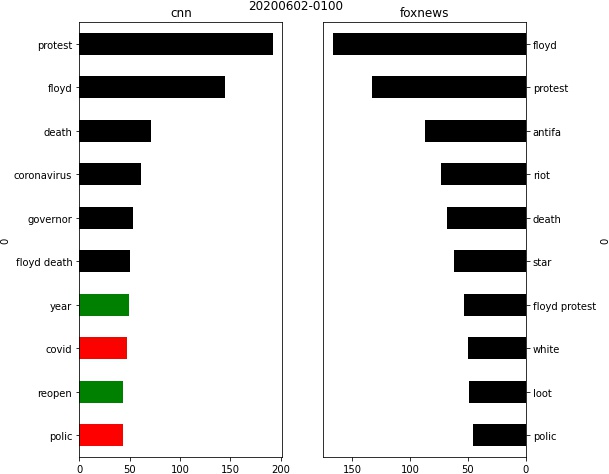 20200602-0100
cnn
foxnews
protest
floyd
death
coronavirus
governor
floyd death
year
covid
reopen
polic
0
0 50 100 150 200
floyd
protest
antifa
riot
death
star
floyd protest
white
loot
polic
0
150 100 50 0